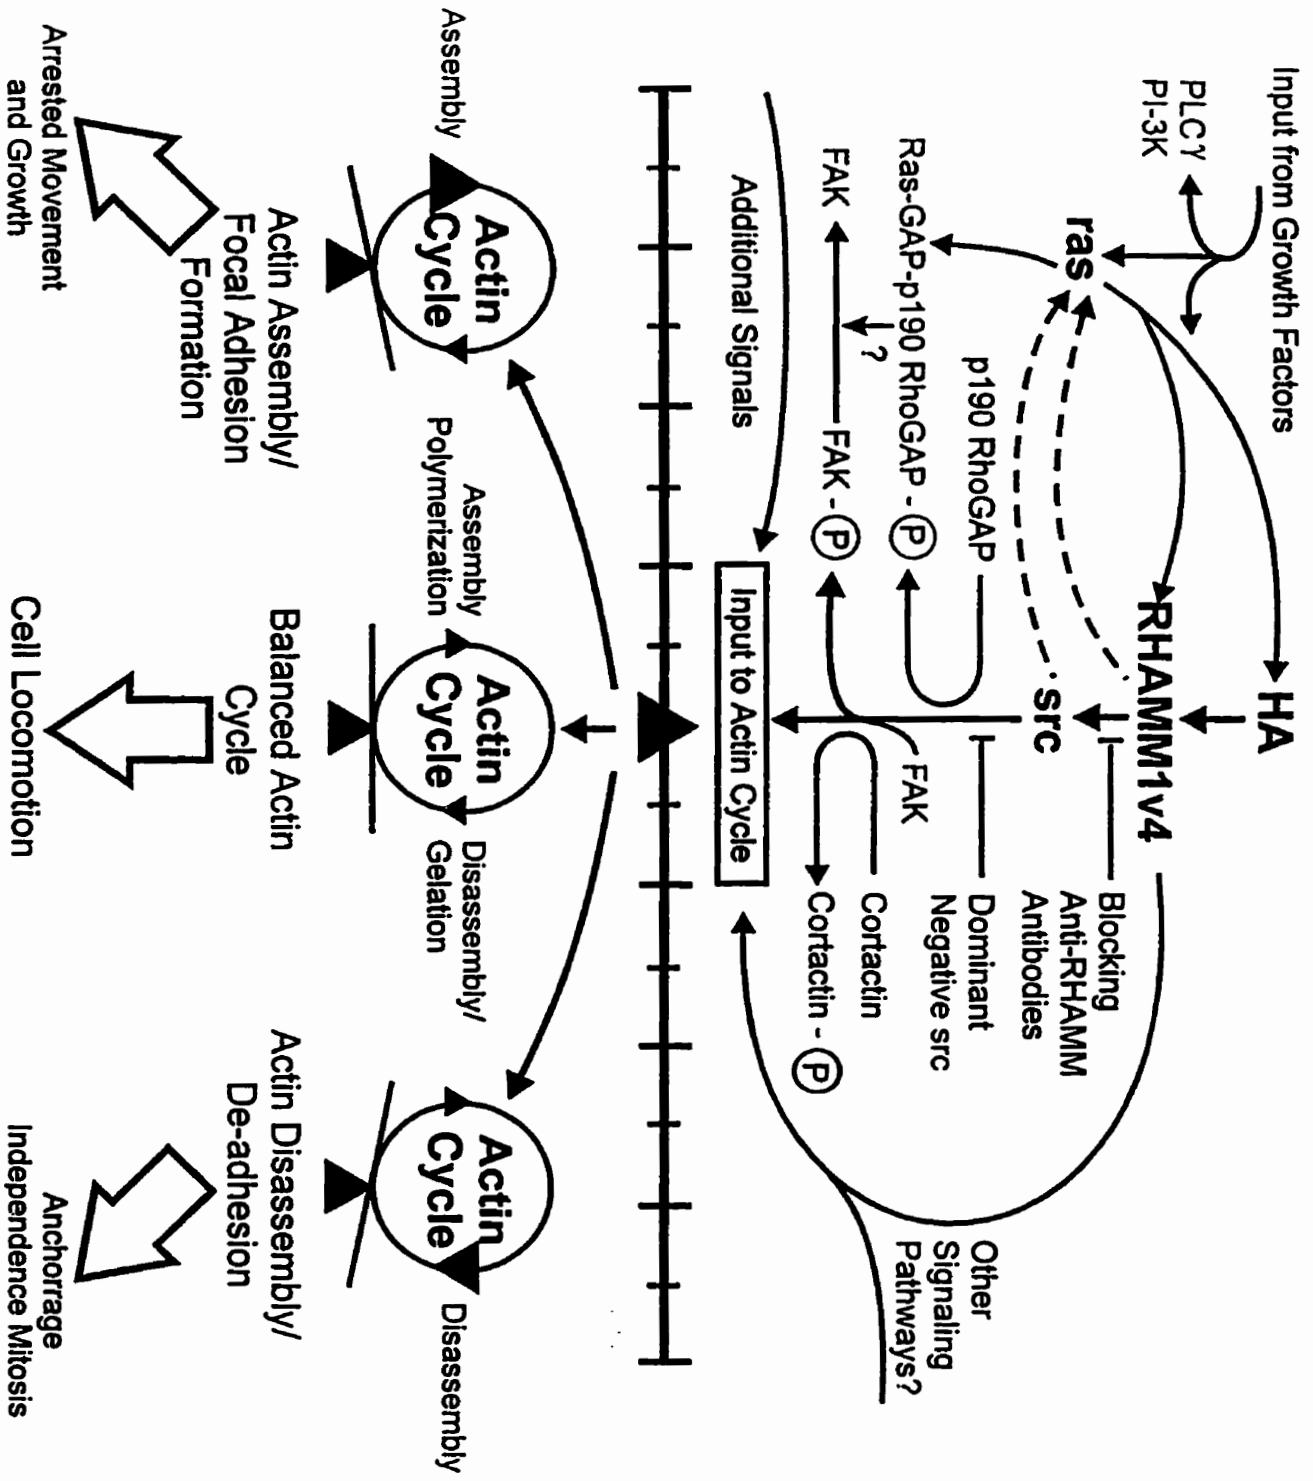 Input from Growth Factors
PLCγ
PI-3K
ras
HA
RHAMM1v4
src
Blocking
Anti-RHAMM
Antibodies
p190 RhoGAP
Dominant
Negative src
Ras-GAP-p190 RhoGAP - P
?
FAK
FAK
FAK - P
Cortactin
Cortactin - P
Other
Signaling
Pathways?
Additional Signals
Input to Actin Cycle
Assembly
Actin
Cycle
Assembly
Polymerization
Actin
Cycle
Disassembly/
Gelation
Actin
Cycle
Disassembly
Actin Assembly/
Focal Adhesion
Formation
Balanced Actin
Cycle
Actin Disassembly/
De-adhesion
Arrested Movement
and Growth
Cell Locomotion
Anchorrage
Independence Mitosis